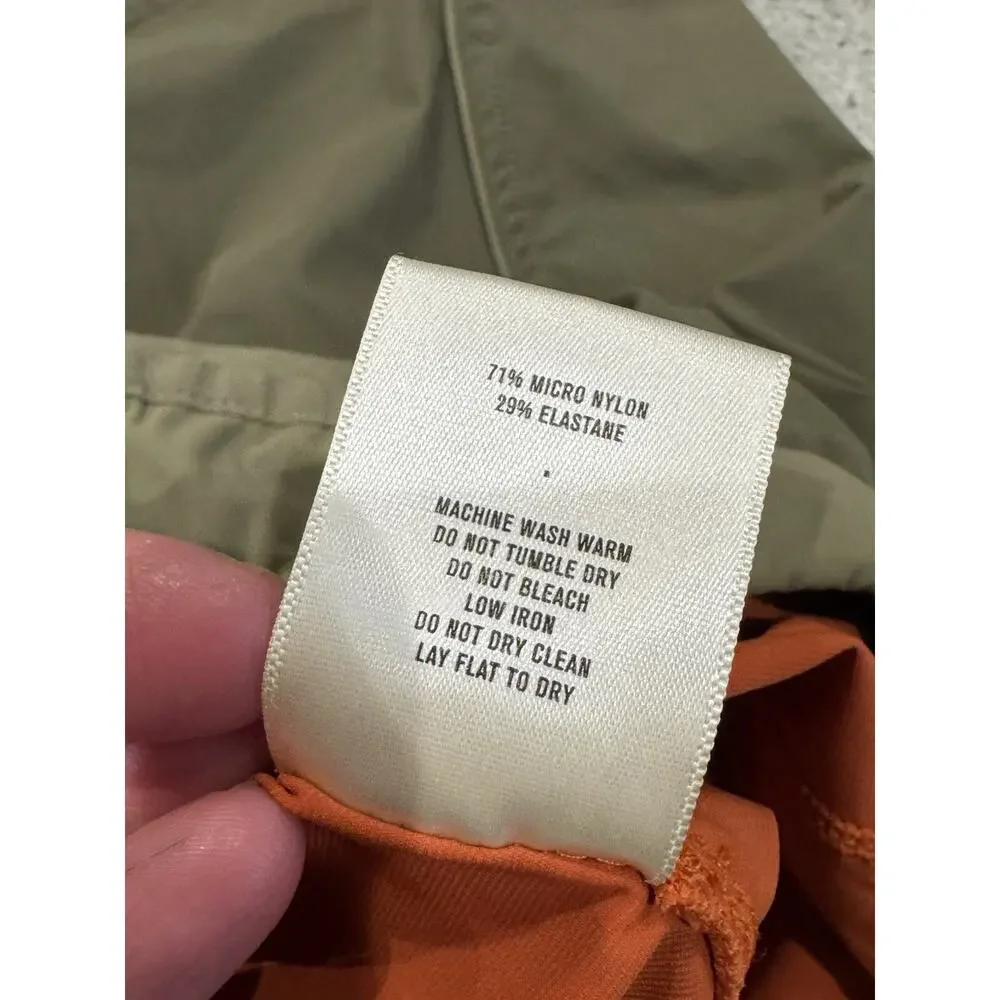 71% MICRO NYLON
29% ELASTANE
.
MACHINE WASH WARM
DO NOT TUMBLE DRY
DO NOT BLEACH
LOW IRON
DO NOT DRY CLEAN
LAY FLAT TO DRY